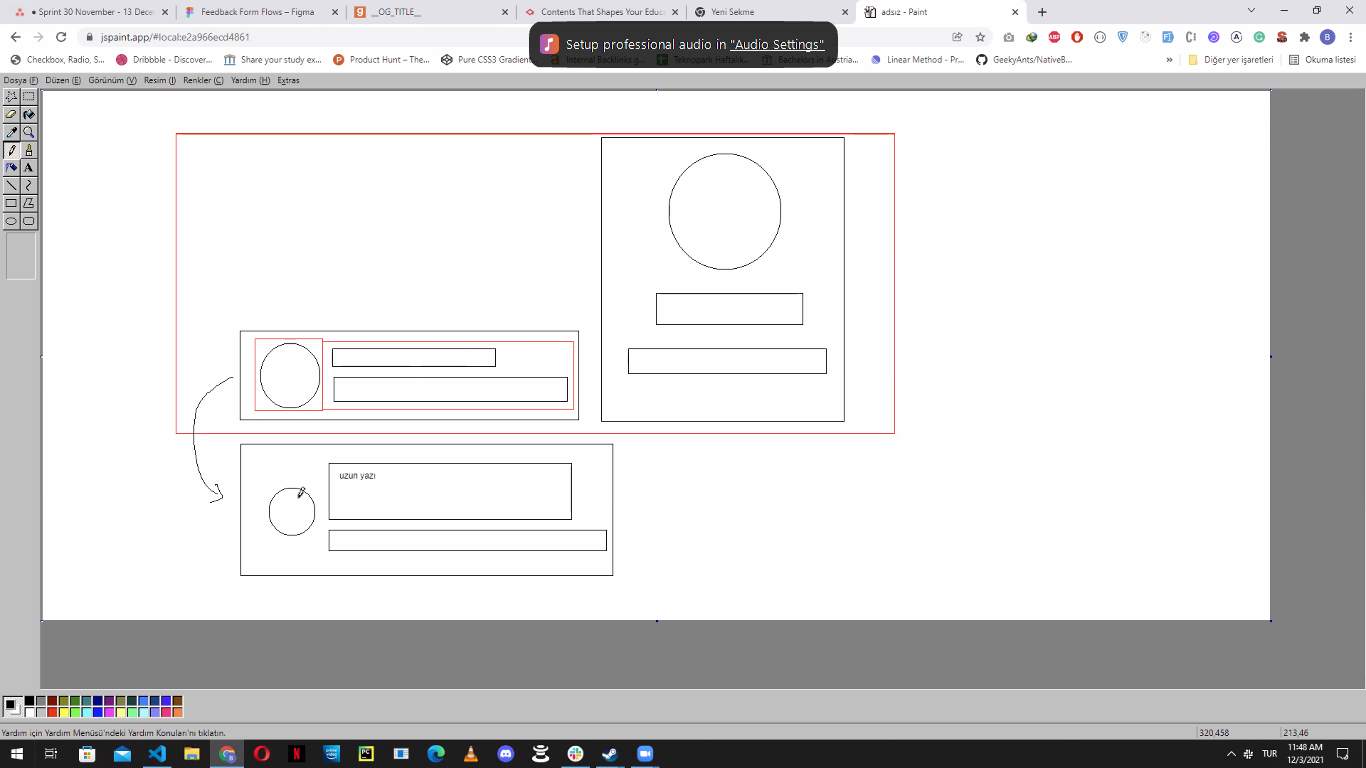 ● Sprint 30 November - 13 Dece
Feedback Form Flows – Figma
__OG_TITLE__
Contents That Shapes Your Educa
Yeni Sekme
adsız - Paint
jspaint.app/#local:e2a966ecd4861
Setup professional audio in "Audio Settings"
Checkbox, Radio, S...
Dribbble - Discover...
Share your study ex...
Product Hunt – The...
Pure CSS3 Gradien...
Internal Backlinks g...
Teknopark Haftalık...
Bachelors in Austria...
Linear Method - Pr...
GeekyAnts/NativeB...
»
Diğer yer işaretleri
Okuma listesi
Dosya (F) Düzen (E) Görünüm (V) Resim (I) Renkler (C) Yardım (H) Extras
uzun yazı
Yardım için Yardım Menüsü'ndeki Yardım Konuları'nı tıklatın.
320,458
213,46
TUR
11:48 AM
12/3/2021